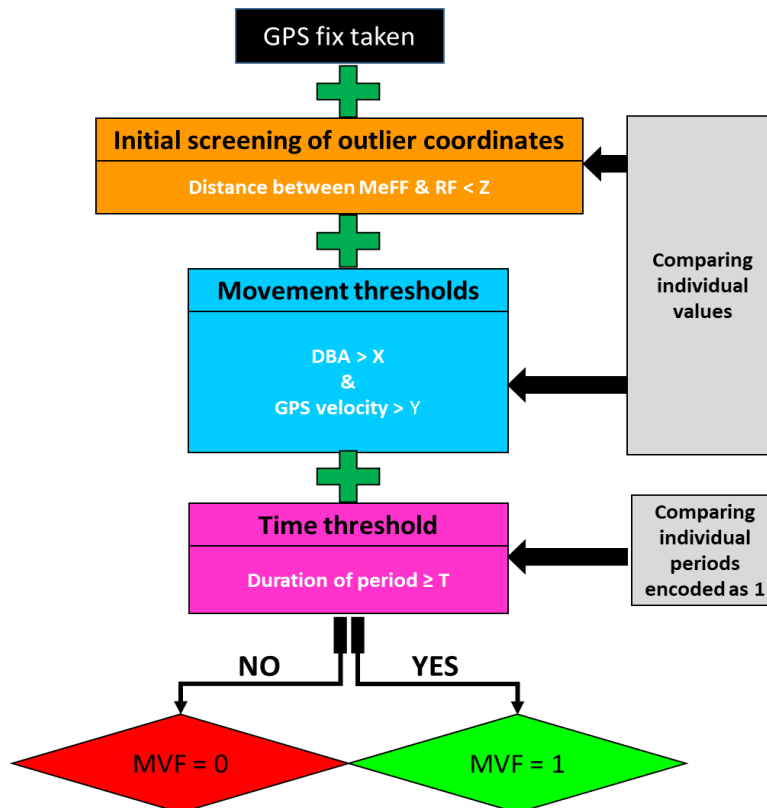 GPS fix taken
Initial screening of outlier coordinates
Distance between MeFF & RF < Z
Movement thresholds
DBA > X
&
GPS velocity > Y
Comparing
individual
values
Time threshold
Duration of period ≥ T
Comparing
individual
periods
encoded as 1
NO
YES
MVF = 0
MVF = 1